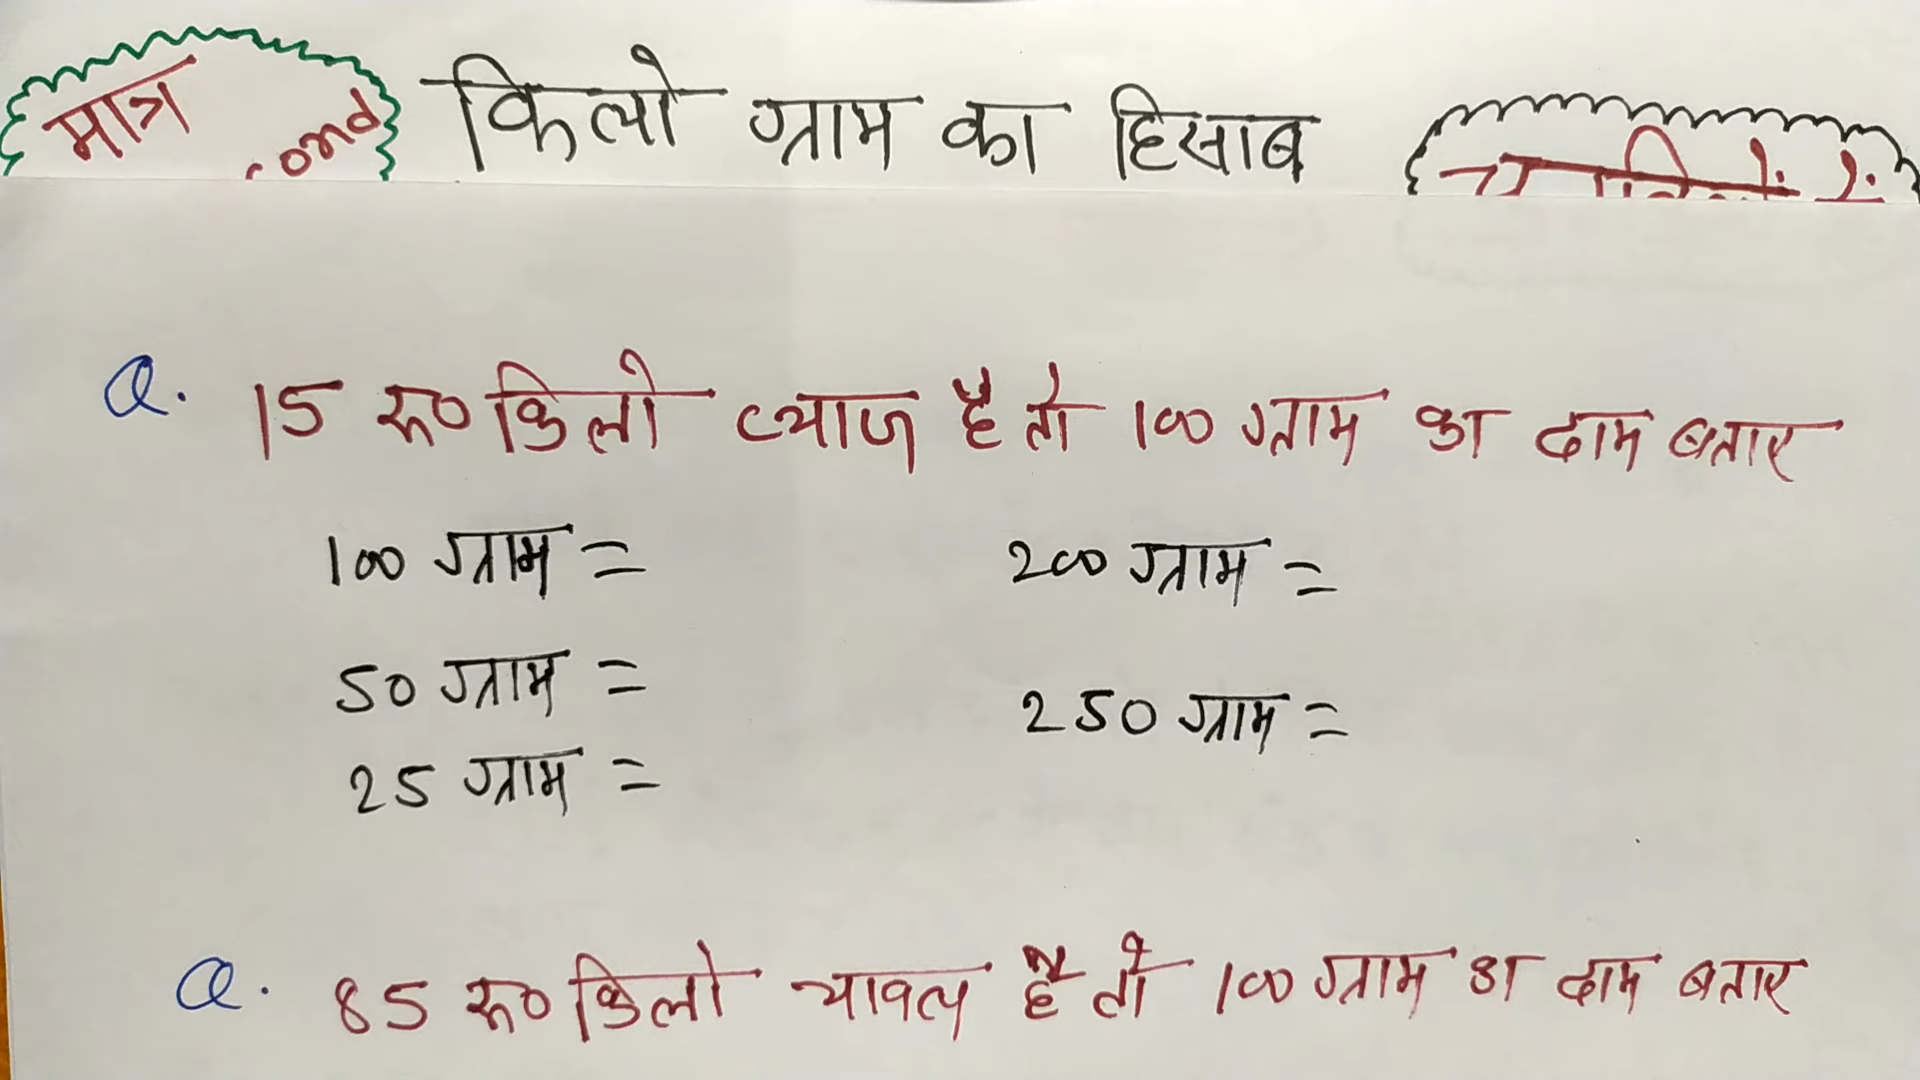 मात्र
किलो ग्राम का हिसाब
Q. 15 रू० किलो प्याज है तो 100 ग्राम का दाम बताए
100 ग्राम =
200 ग्राम =
50 ग्राम =
250 ग्राम =
25 ग्राम =
Q. 85 रू० किलो चावल है तो 100 ग्राम का दाम बताए